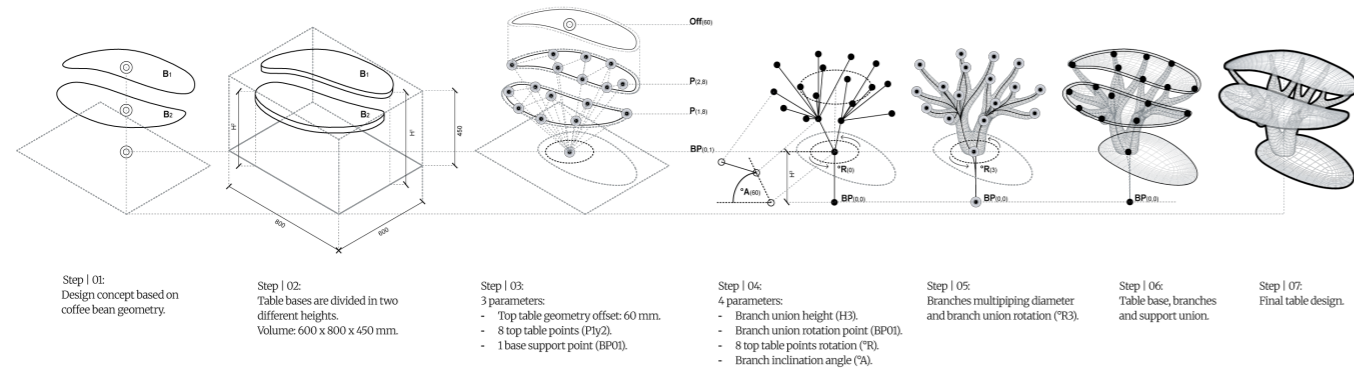 B1
B2
B1
B2
H²
H¹
450
800
600
Off(60)
P(2,8)
P(1,8)
BP(0,1)
°A(60)
H³
°R(0)
BP(0,0)
°R(3)
BP(0,0)
BP(0,0)
Step | 01:
Design concept based on
coffee bean geometry.
Step | 02:
Table bases are divided in two
different heights.
Volume: 600 x 800 x 450 mm.
Step | 03:
3 parameters:
- Top table geometry offset: 60 mm.
- 8 top table points (P1y2).
- 1 base support point (BP01).
Step | 04:
4 parameters:
- Branch union height (H3).
- Branch union rotation point (BP01).
- 8 top table points rotation (°R).
- Branch inclination angle (°A).
Step | 05:
Branches multipiping diameter
and branch union rotation (°R3).
Step | 06:
Table base, branches
and support union.
Step | 07:
Final table design.